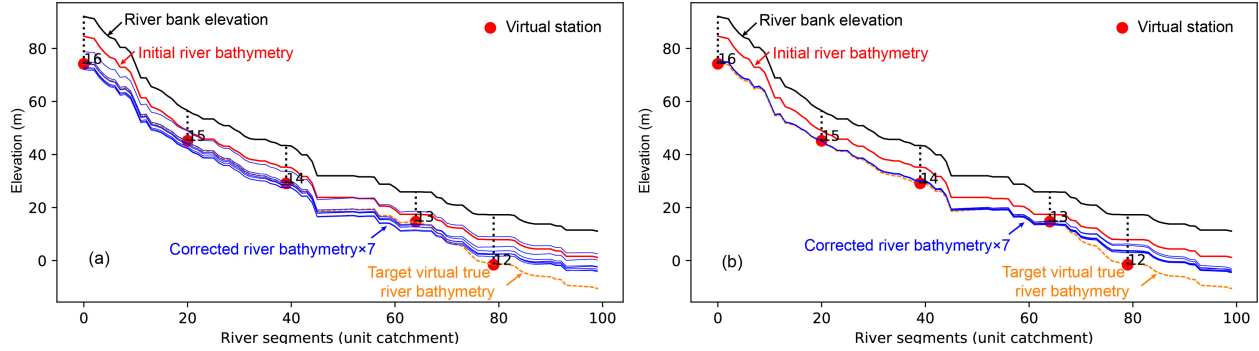 River bank elevation
Virtual station
Initial river bathymetry
80
60
40
20
0
Elevation (m)
16
15
14
13
12
Corrected river bathymetry×7
(a)
Target virtual true
river bathymetry
0 20 40 60 80 100
River segments (unit catchment)
River bank elevation
Virtual station
Initial river bathymetry
80
60
40
20
0
Elevation (m)
16
15
14
13
12
Corrected river bathymetry×7
(b)
Target virtual true
river bathymetry
0 20 40 60 80 100
River segments (unit catchment)